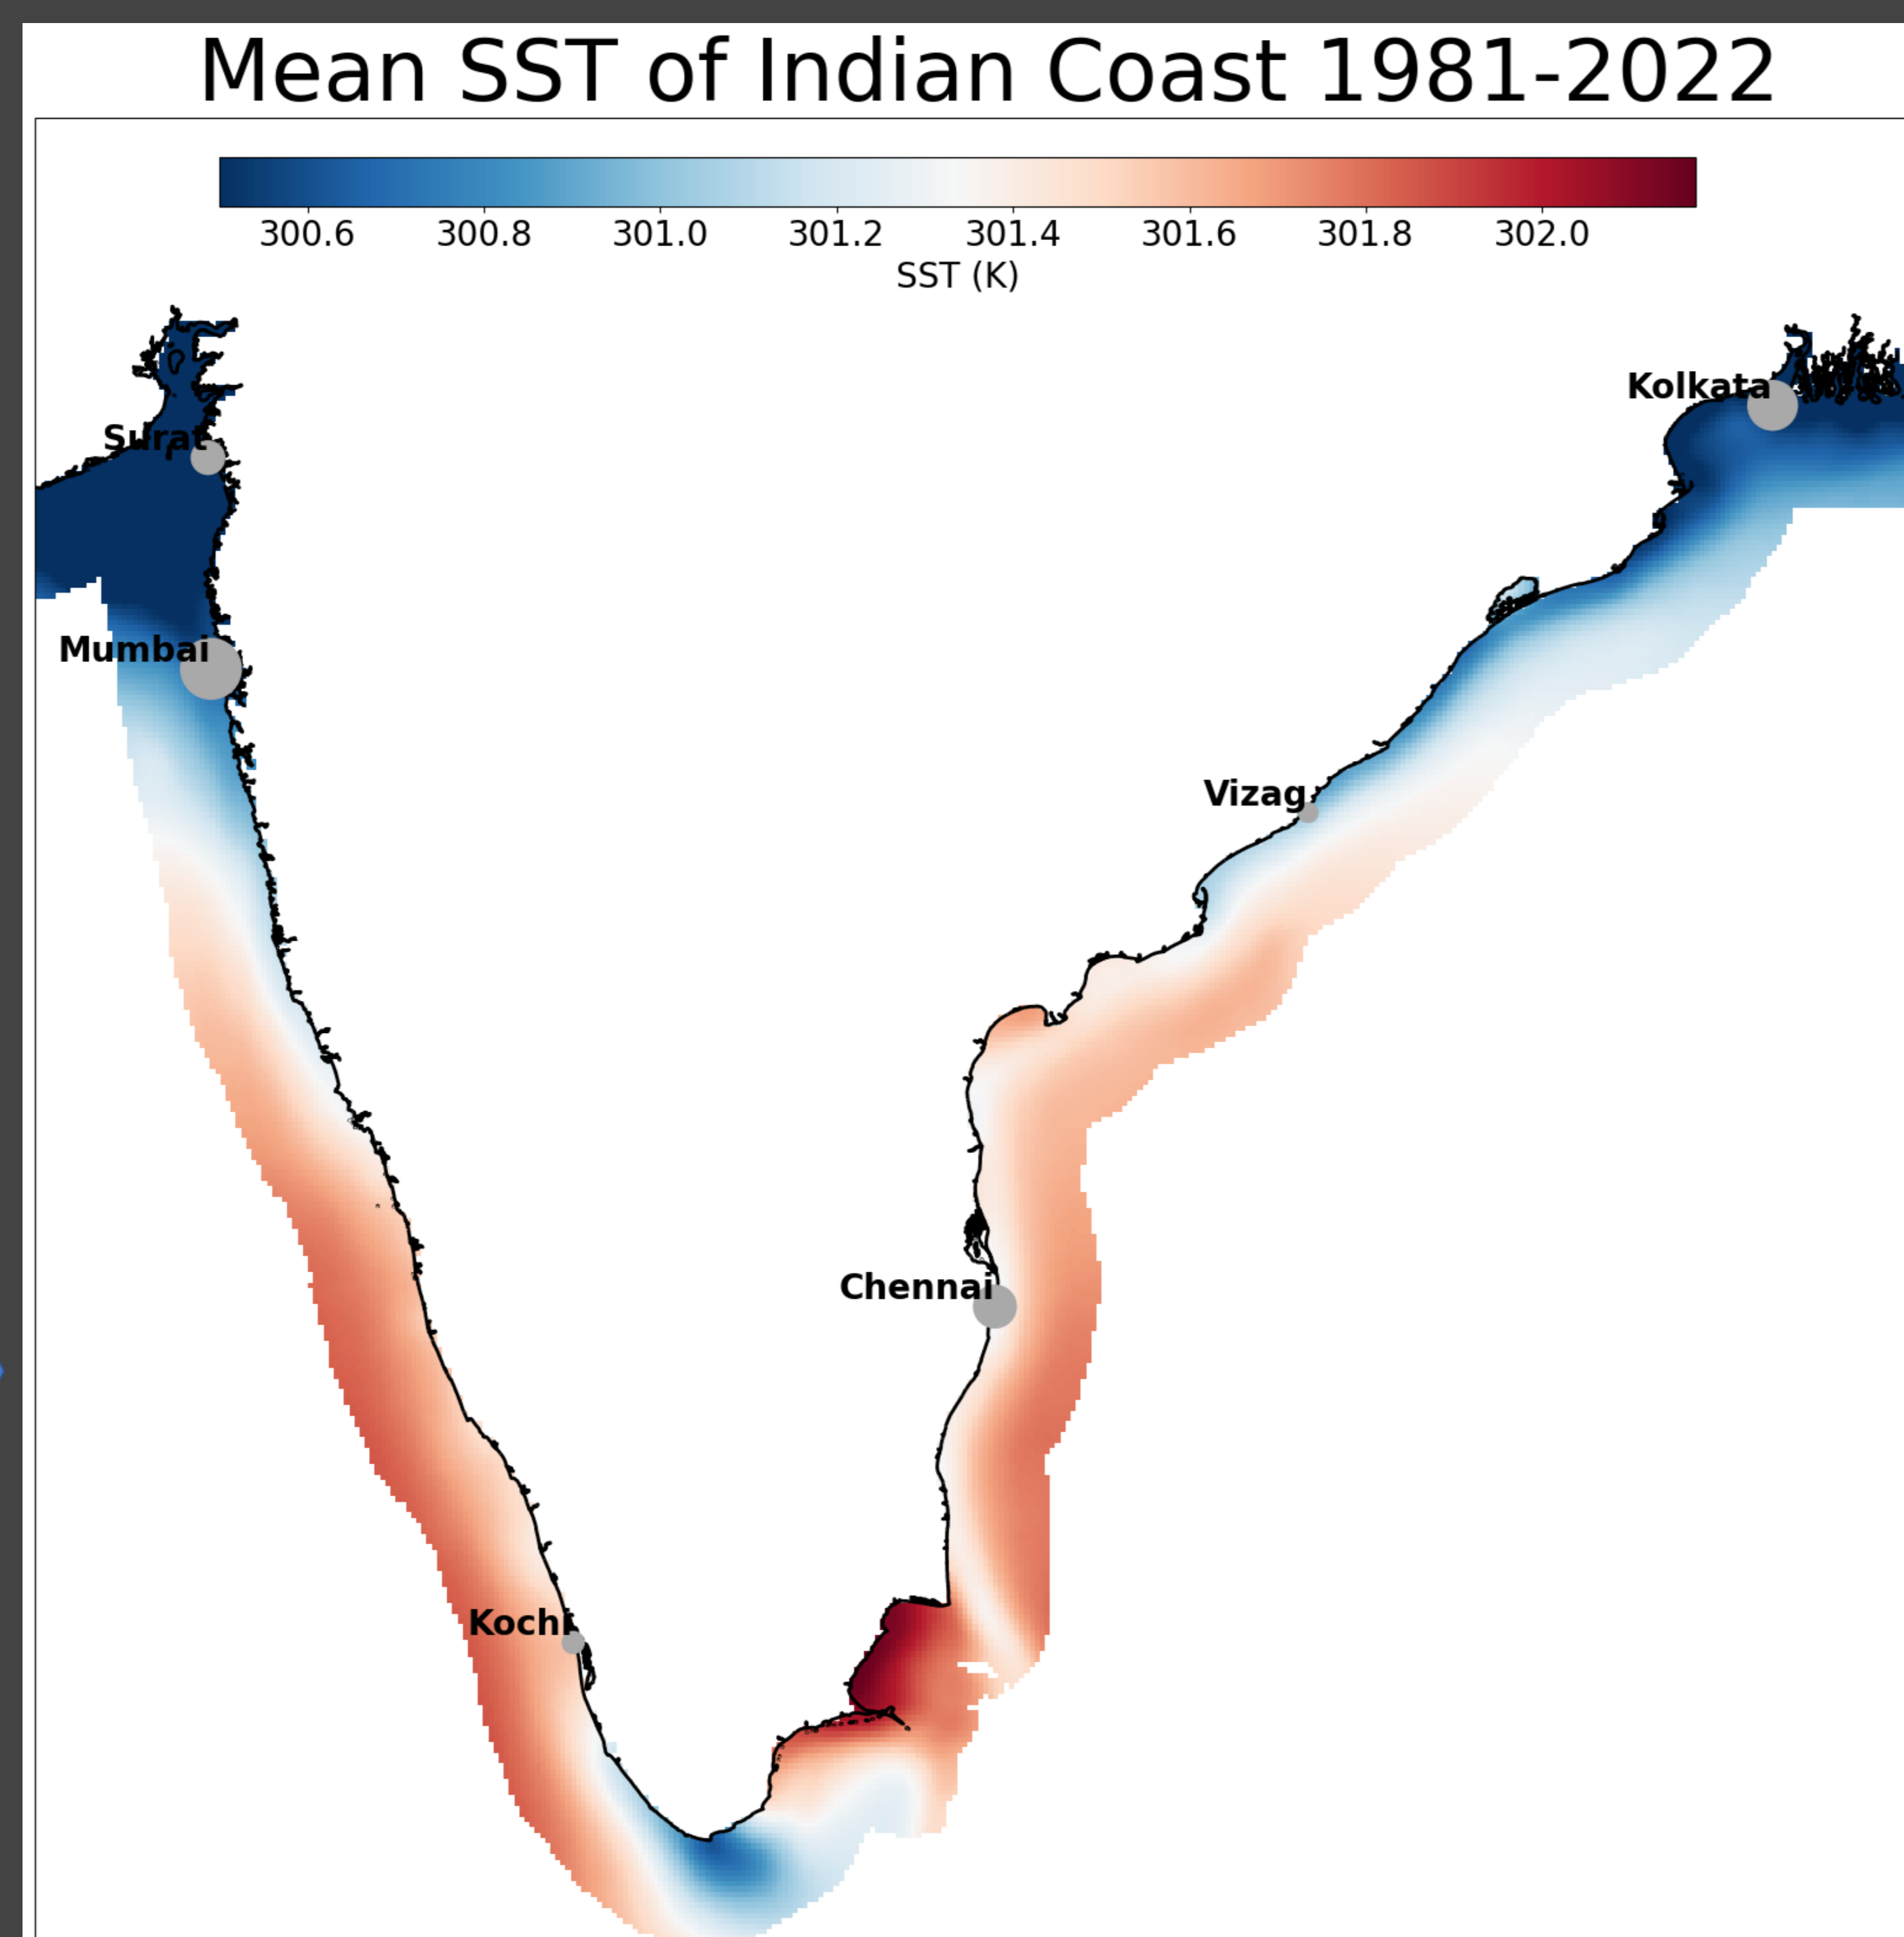 Mean SST of Indian Coast 1981-2022
300.6 300.8 301.0 301.2 301.4 301.6 301.8 302.0
SST (K)
Kolkata
Surat
Mumbai
Vizag
Chennai
Kochi